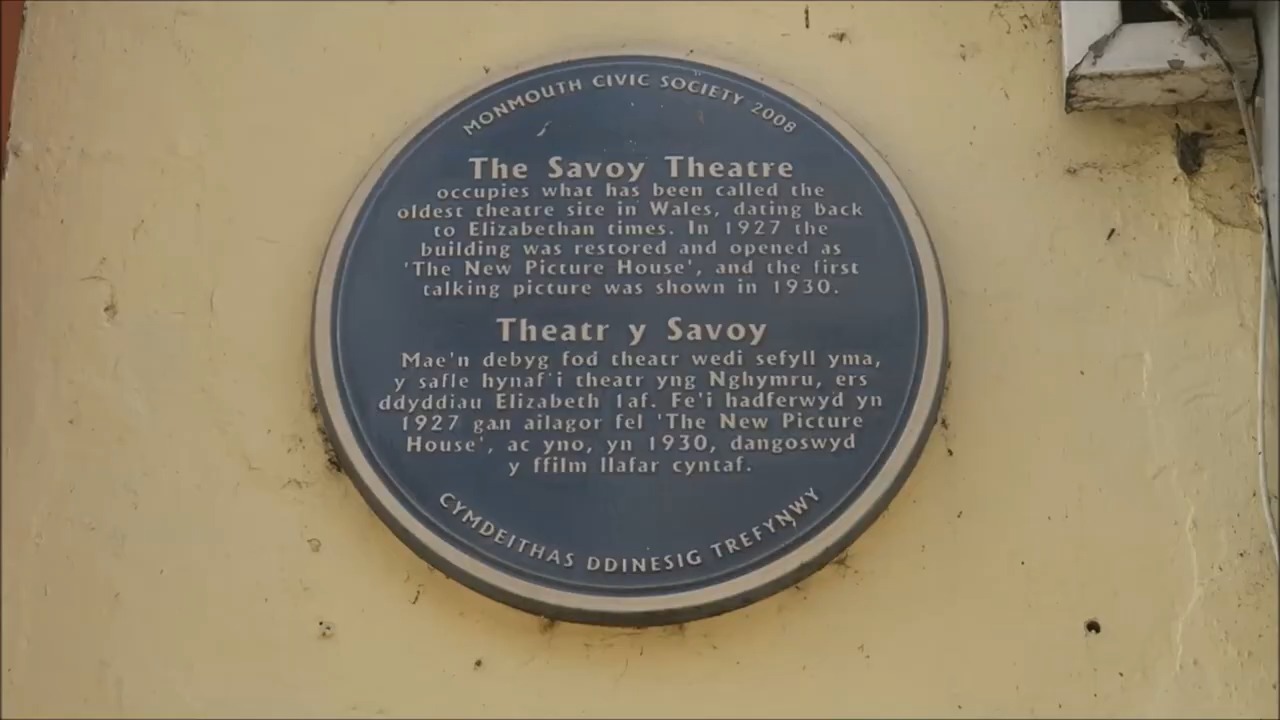 MONMOUTH CIVIC SOCIETY 2008
The Savoy Theatre
occupies what has been called the
oldest theatre site in Wales, dating back
to Elizabethan times. In 1927 the
building was restored and opened as
'The New Picture House', and the first
talking picture was shown in 1930.
Theatr y Savoy
Mae'n debyg fod theatr wedi sefyll yma,
y safle hynaf i theatr yng Nghymru, ers
ddyddiau Elizabeth 1af. Fe'i hadferwyd yn
1927 gan ailagor fel 'The New Picture
House', ac yno, yn 1930, dangoswyd
y ffilm llafar cyntaf.
CYMDEITHAS DDINESIG TREFYNWY